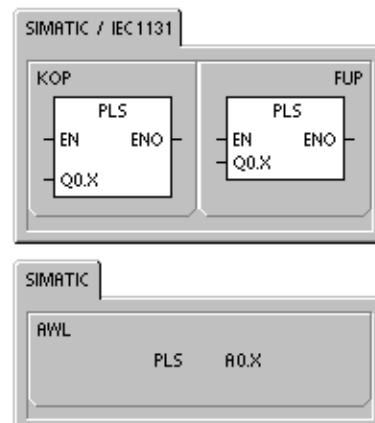 SIMATIC / IEC1131
KOP
PLS
EN ENO
Q0.X
FUP
PLS
EN ENO
Q0.X
SIMATIC
AWL
PLS A0.X